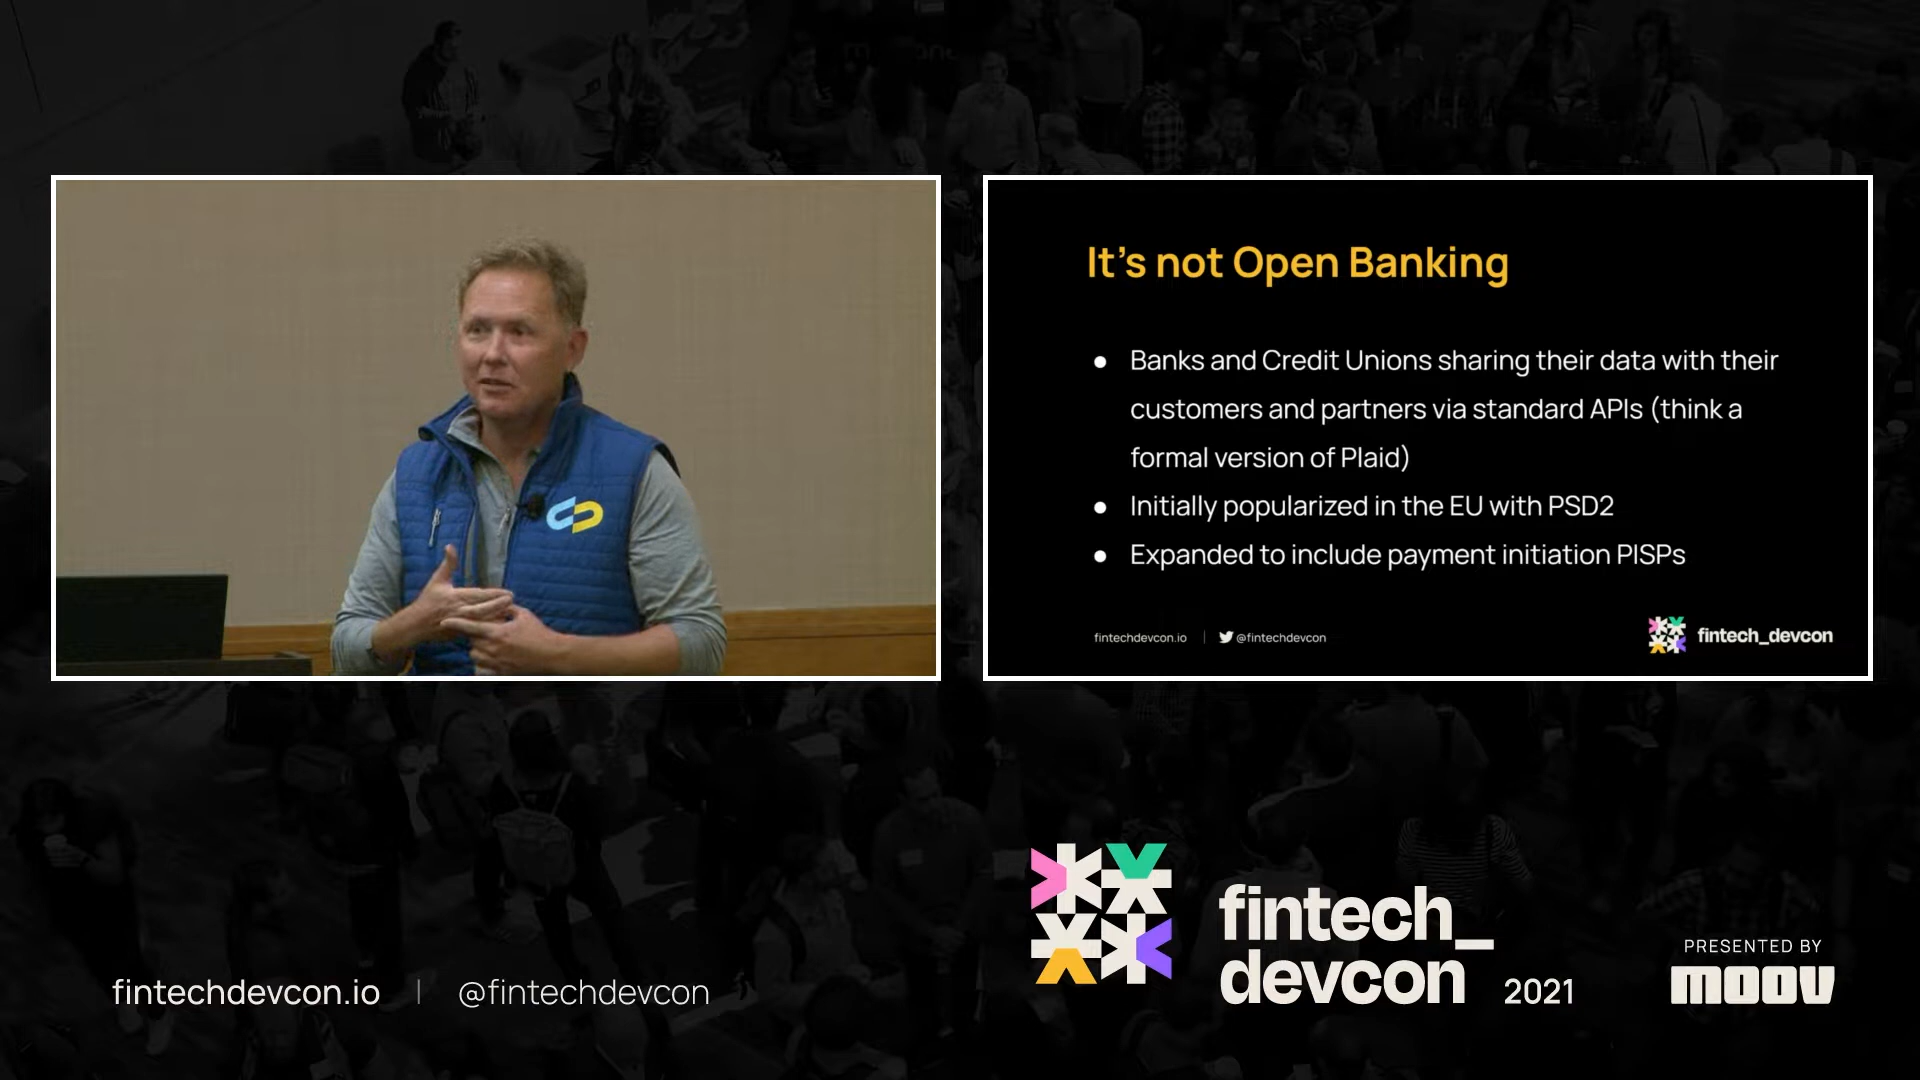 It's not Open Banking
● Banks and Credit Unions sharing their data with their
customers and partners via standard APIs (think a
formal version of Plaid)
● Initially popularized in the EU with PSD2
● Expanded to include payment initiation PISPs
fintechdevcon.io | @fintechdevcon
fintech_devcon
fintech_
devcon 2021
PRESENTED BY
moov
fintechdevcon.io | @fintechdevcon